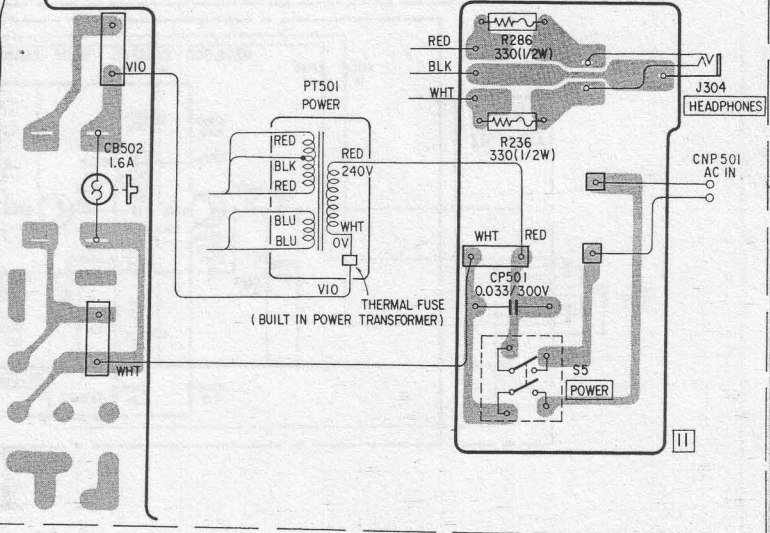 VIO
CB502
1.6A
WHT
PT501
POWER
RED
BLK
RED
BLU
BLU
RED
240V
WHT
0V
VIO
THERMAL FUSE
(BUILT IN POWER TRANSFORMER)
RED
BLK
WHT
R286
330(1/2W)
R236
330(1/2W)
J304
HEADPHONES
CNP501
AC IN
WHT
RED
CP501
0.033/300V
S5
POWER
11